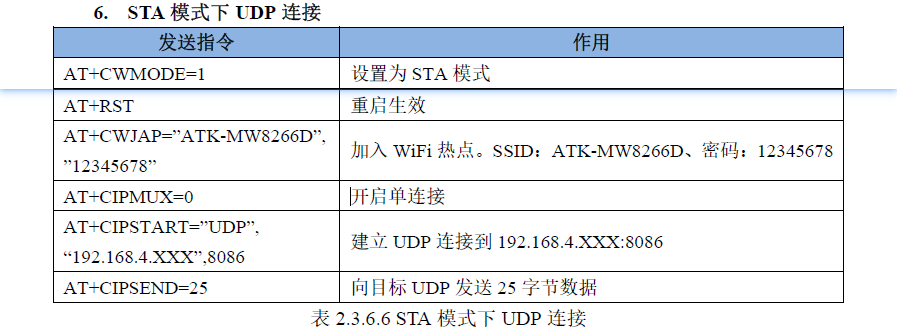 6. STA 模式下 UDP 连接
发送指令 作用
AT+CWMODE=1 设置为 STA 模式
AT+RST 重启生效
AT+CWJAP=”ATK-MW8266D”,
”12345678”
加入 WiFi 热点。SSID：ATK-MW8266D、密码：12345678
AT+CIPMUX=0 开启单连接
AT+CIPSTART=”UDP”,
“192.168.4.XXX”,8086
建立 UDP 连接到 192.168.4.XXX:8086
AT+CIPSEND=25 向目标 UDP 发送 25 字节数据
表 2.3.6.6 STA 模式下 UDP 连接